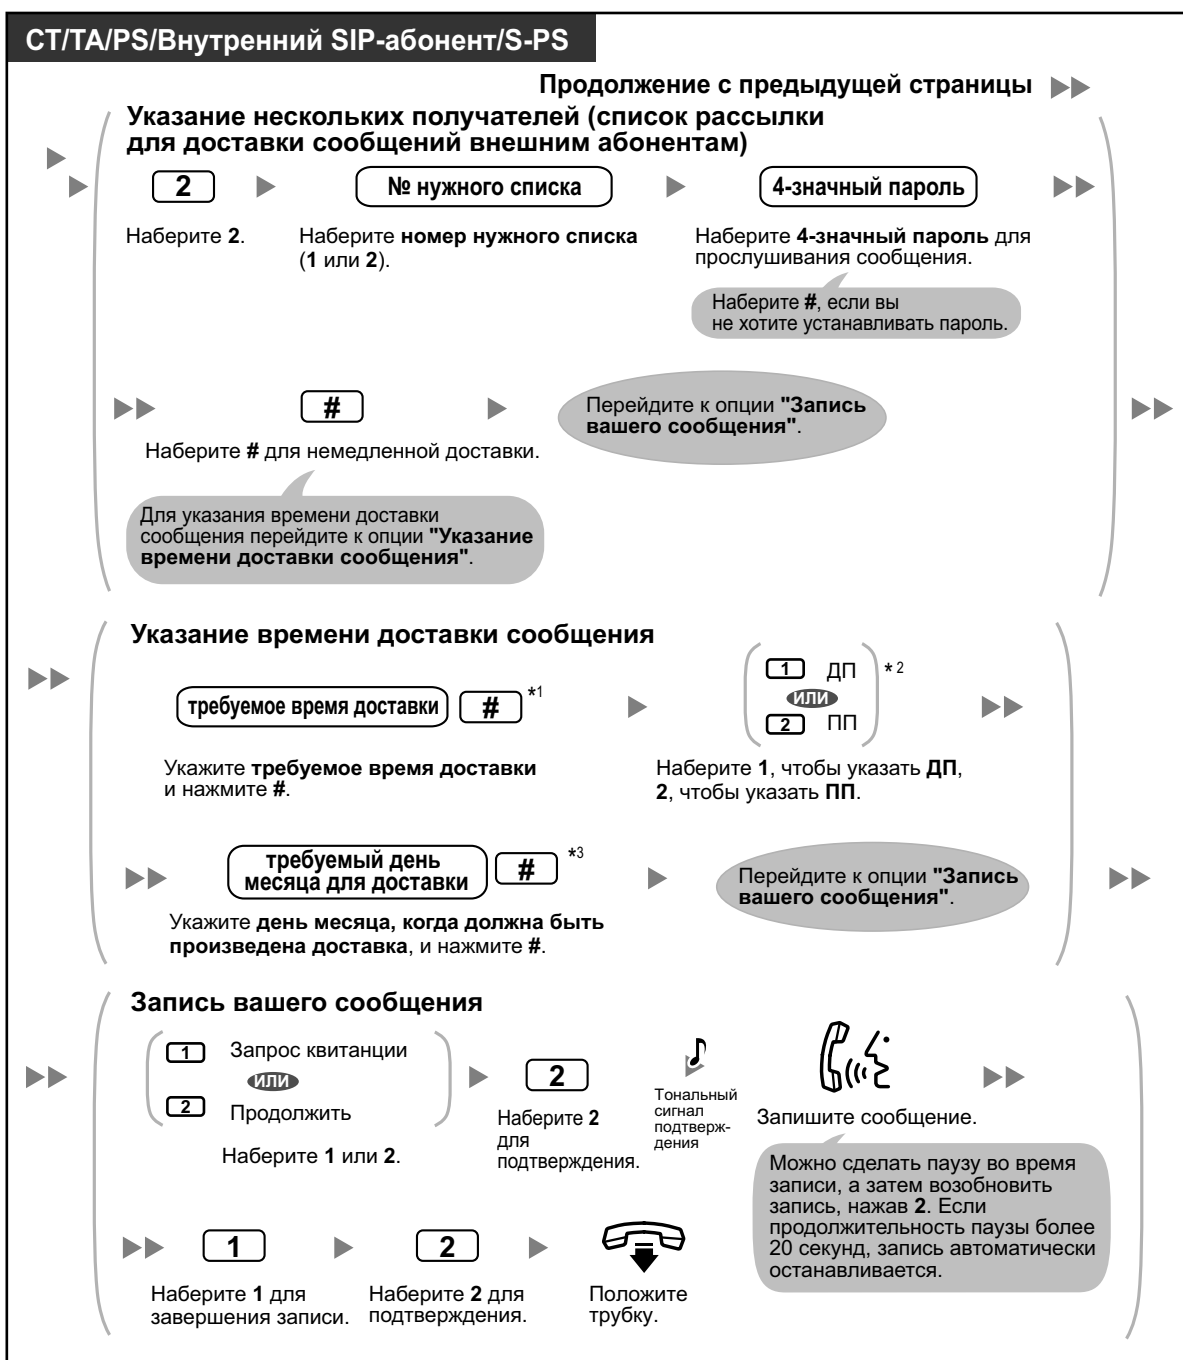 CT/TA/PS/Внутренний SIP-абонент/S-PS
Продолжение с предыдущей страницы
Указание нескольких получателей (список рассылки
для доставки сообщений внешним абонентам)
2
№ нужного списка
4-значный пароль
Наберите 2.
Наберите номер нужного списка
(1 или 2).
Наберите 4-значный пароль для
прослушивания сообщения.
Наберите #, если вы
не хотите устанавливать пароль.
#
Перейдите к опции "Запись
вашего сообщения".
Наберите # для немедленной доставки.
Для указания времени доставки
сообщения перейдите к опции "Указание
времени доставки сообщения".
Указание времени доставки сообщения
требуемое время доставки # *1
1 ДП *2
ИЛИ
2 ПП
Укажите требуемое время доставки
и нажмите #.
Наберите 1, чтобы указать ДП,
2, чтобы указать ПП.
требуемый день
месяца для доставки # *3
Перейдите к опции "Запись
вашего сообщения".
Укажите день месяца, когда должна быть
произведена доставка, и нажмите #.
Запись вашего сообщения
1 Запрос квитанции
ИЛИ
2 Продолжить
Наберите 1 или 2.
2
Наберите 2
для
подтверждения.
Тональный
сигнал
подтверж-
дения
Запишите сообщение.
Можно сделать паузу во время
записи, а затем возобновить
запись, нажав 2. Если
продолжительность паузы более
20 секунд, запись автоматически
останавливается.
1
2
Наберите 1 для
завершения записи.
Наберите 2 для
подтверждения.
Положите
трубку.